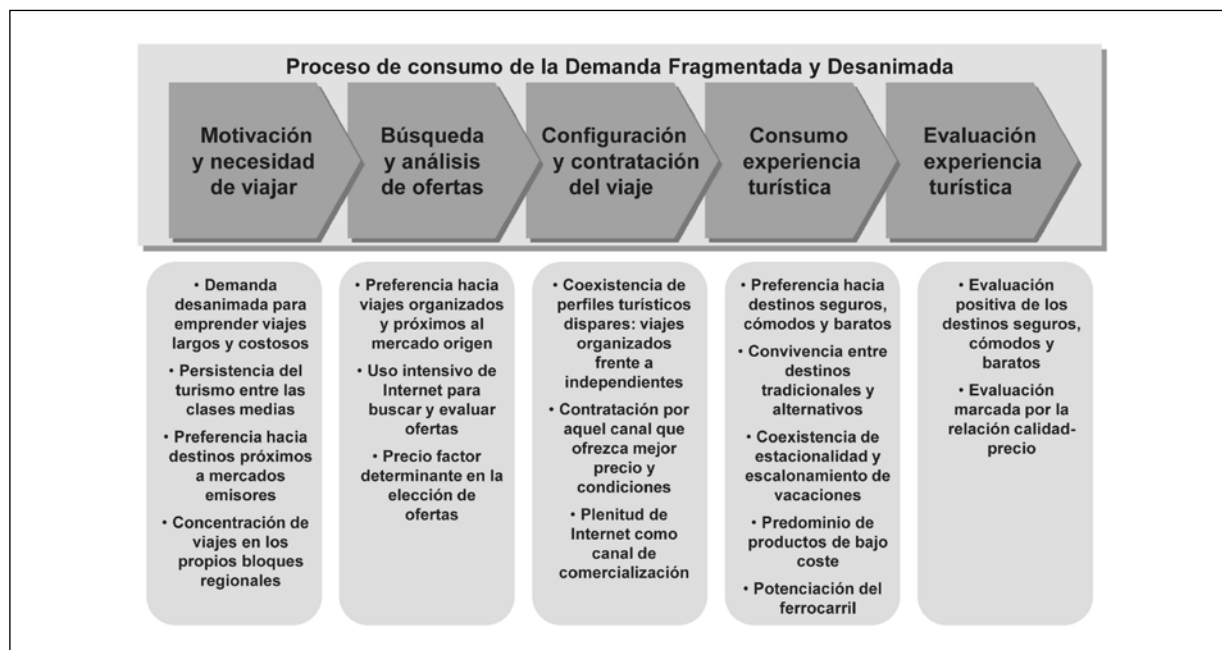 Proceso de consumo de la Demanda Fragmentada y Desanimada
Motivación
y necesidad
de viajar
Búsqueda
y análisis
de ofertas
Configuración
y contratación
del viaje
Consumo
experiencia
turística
Evaluación
experiencia
turística
• Demanda
desanimada para
emprender viajes
largos y costosos
• Persistencia del
turismo entre las
clases medias
• Preferencia hacia
destinos próximos
a mercados
emisores
• Concentración de
viajes en los
propios bloques
regionales
• Preferencia hacia
viajes organizados
y próximos al
mercado origen
• Uso intensivo de
Internet para
buscar y evaluar
ofertas
• Precio factor
determinante en la
elección de
ofertas
• Coexistencia de
perfiles turísticos
dispares: viajes
organizados
frente a
independientes
• Contratación por
aquel canal que
ofrezca mejor
precio y
condiciones
• Plenitud de
Internet como
canal de
comercialización
• Preferencia hacia
destinos seguros,
cómodos y baratos
• Convivencia entre
destinos
tradicionales y
alternativos
• Coexistencia de
estacionalidad y
escalonamiento de
vacaciones
• Predominio de
productos de bajo
coste
• Potenciación del
ferrocarril
• Evaluación
positiva de los
destinos seguros,
cómodos y
baratos
• Evaluación
marcada por la
relación calidad-
precio